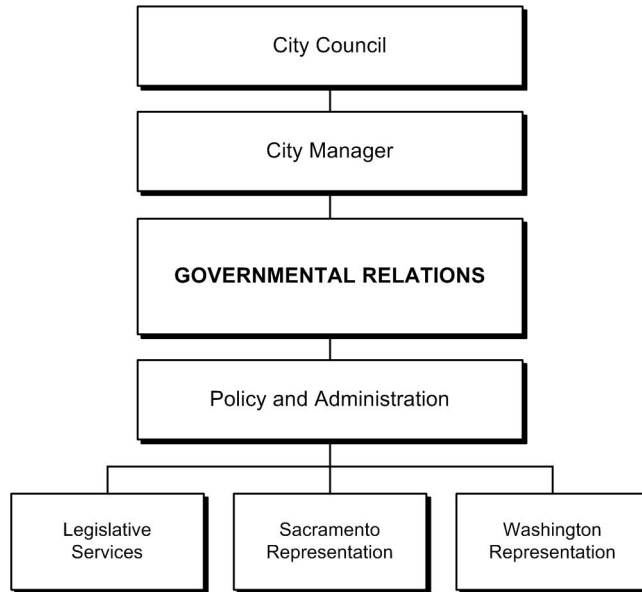 City Council
City Manager
GOVERNMENTAL RELATIONS
Policy and Administration
Legislative
Services
Sacramento
Representation
Washington
Representation